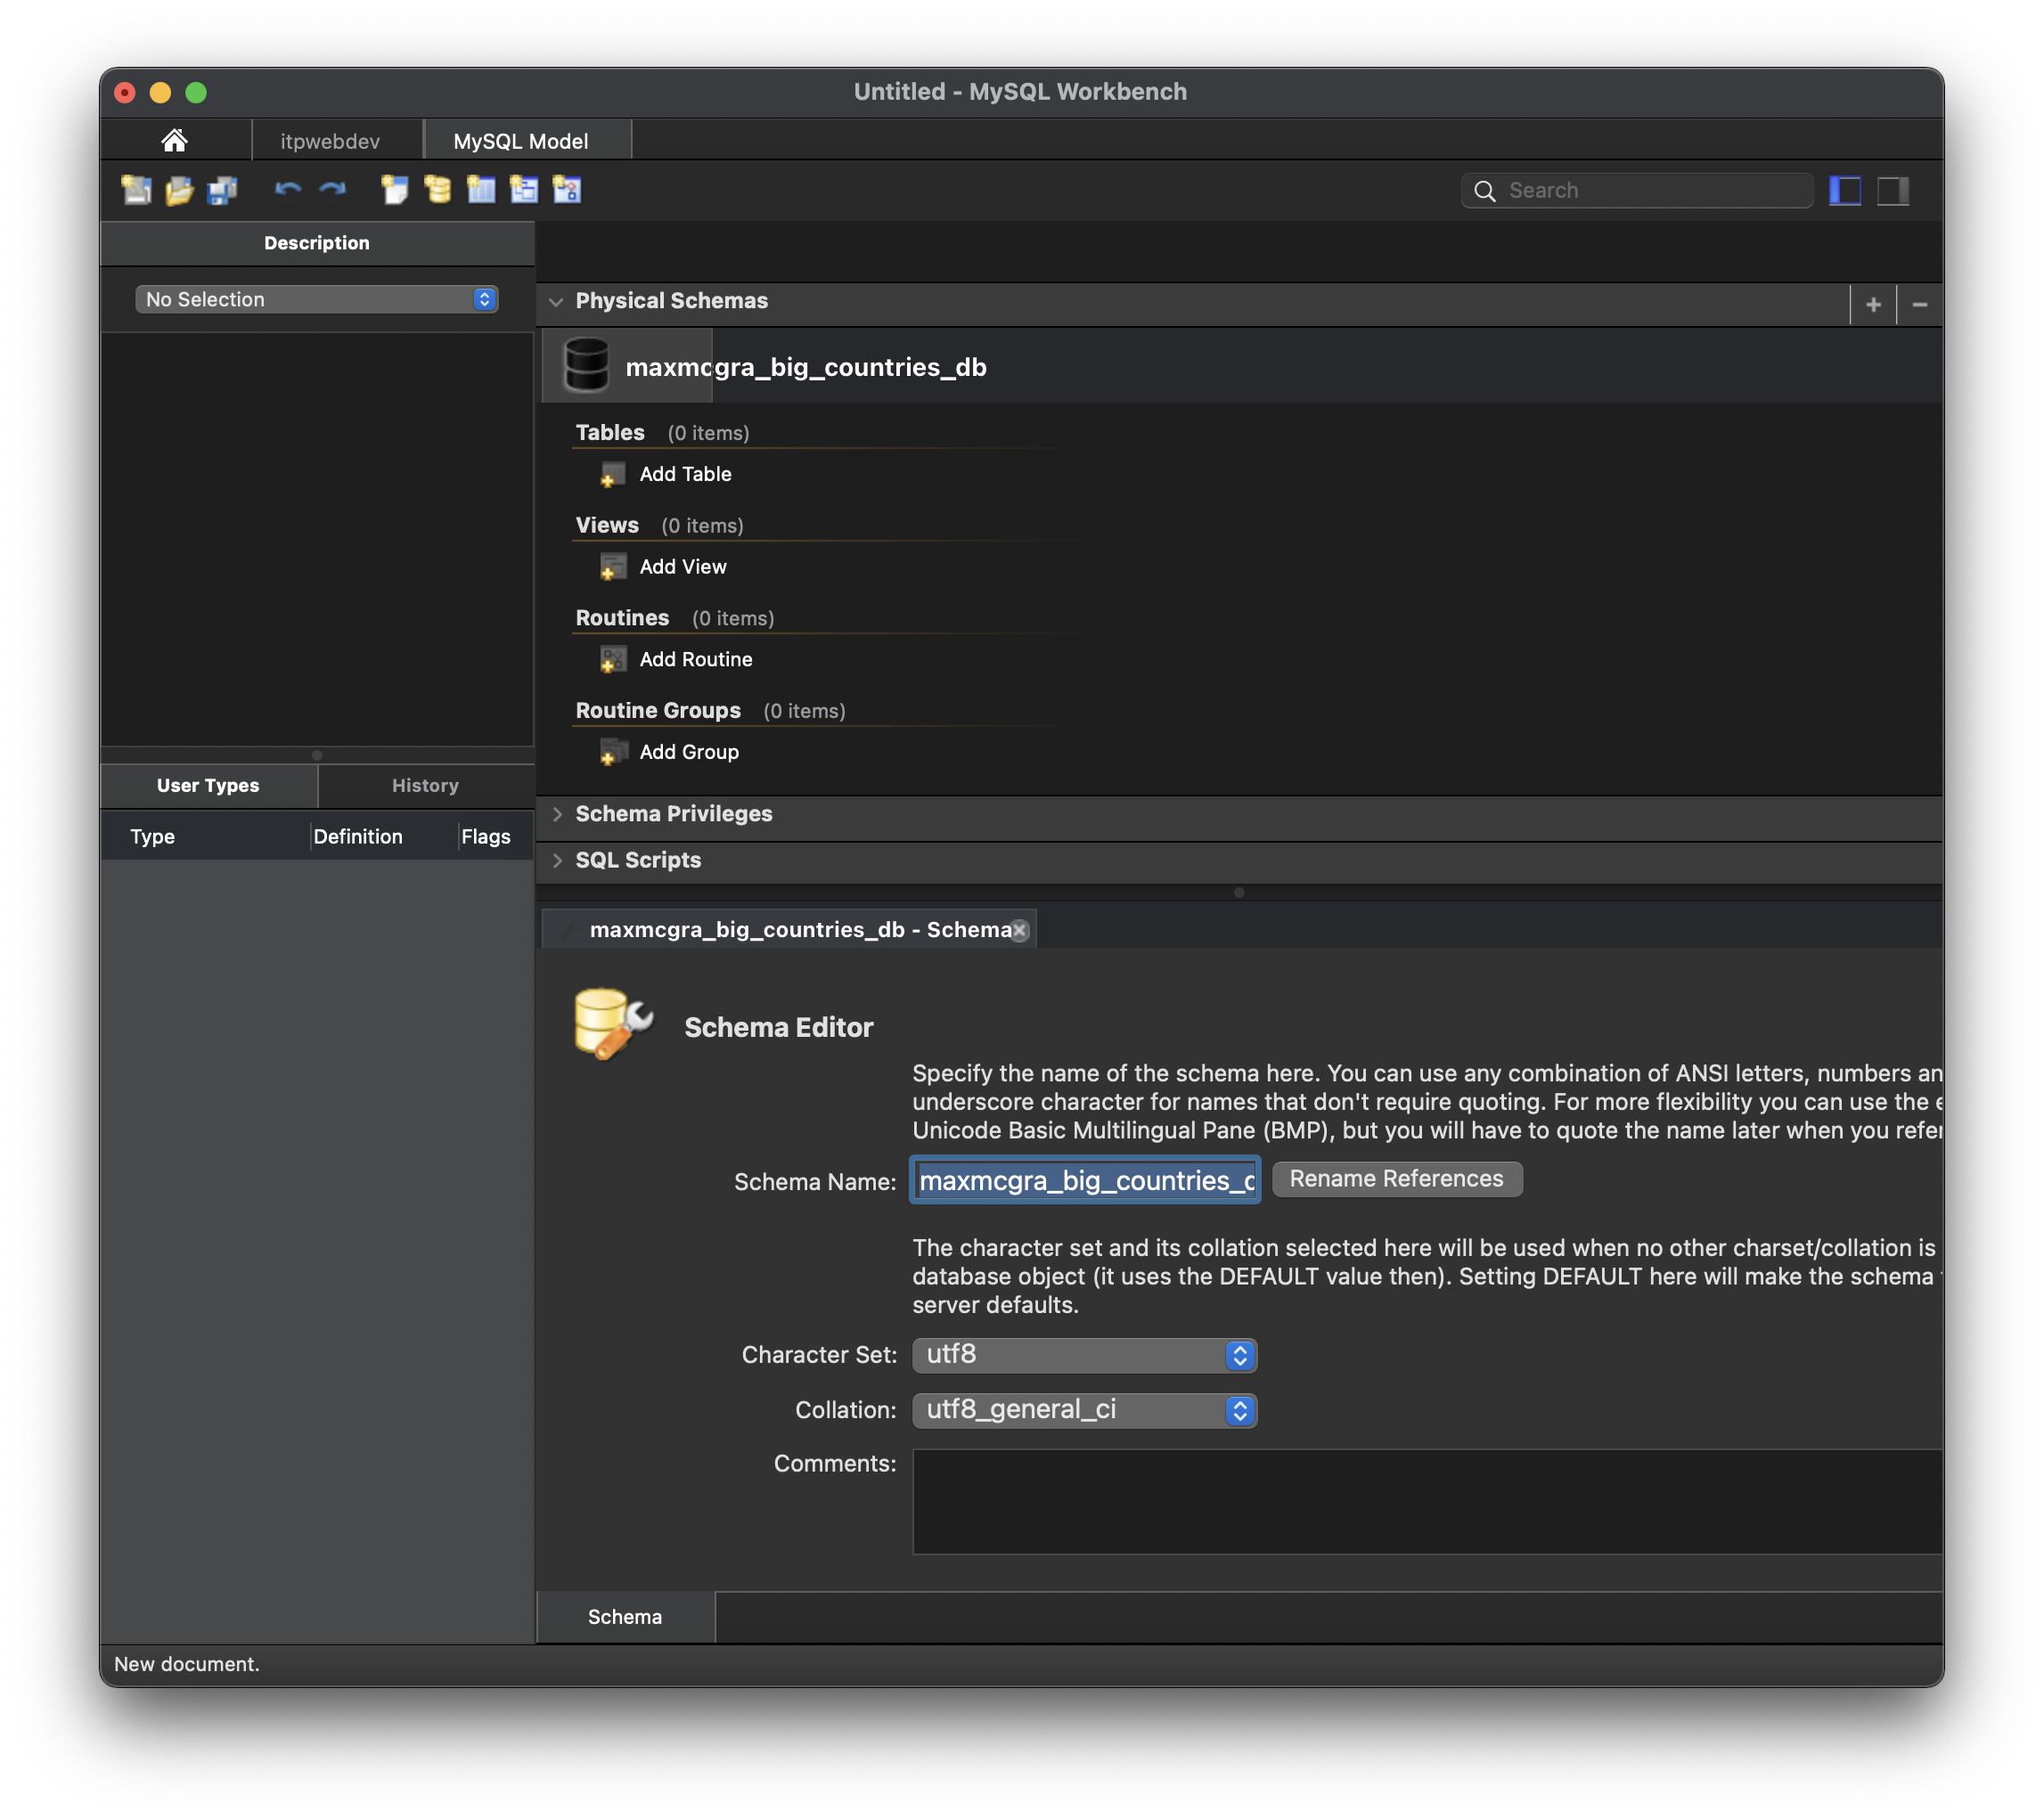 Untitled - MySQL Workbench
itpwebdev
MySQL Model
Search
Description
No Selection
Physical Schemas
+ −
maxmcgra_big_countries_db
Tables (0 items)
Add Table
Views (0 items)
Add View
Routines (0 items)
Add Routine
Routine Groups (0 items)
Add Group
User Types History
Type Definition Flags
Schema Privileges
SQL Scripts
maxmcgra_big_countries_db - Schema
Schema Editor
Specify the name of the schema here. You can use any combination of ANSI letters, numbers an
underscore character for names that don't require quoting. For more flexibility you can use the e
Unicode Basic Multilingual Pane (BMP), but you will have to quote the name later when you refer
Schema Name: maxmcgra_big_countries_d Rename References
The character set and its collation selected here will be used when no other charset/collation is
database object (it uses the DEFAULT value then). Setting DEFAULT here will make the schema
server defaults.
Character Set: utf8
Collation: utf8_general_ci
Comments:
Schema
New document.